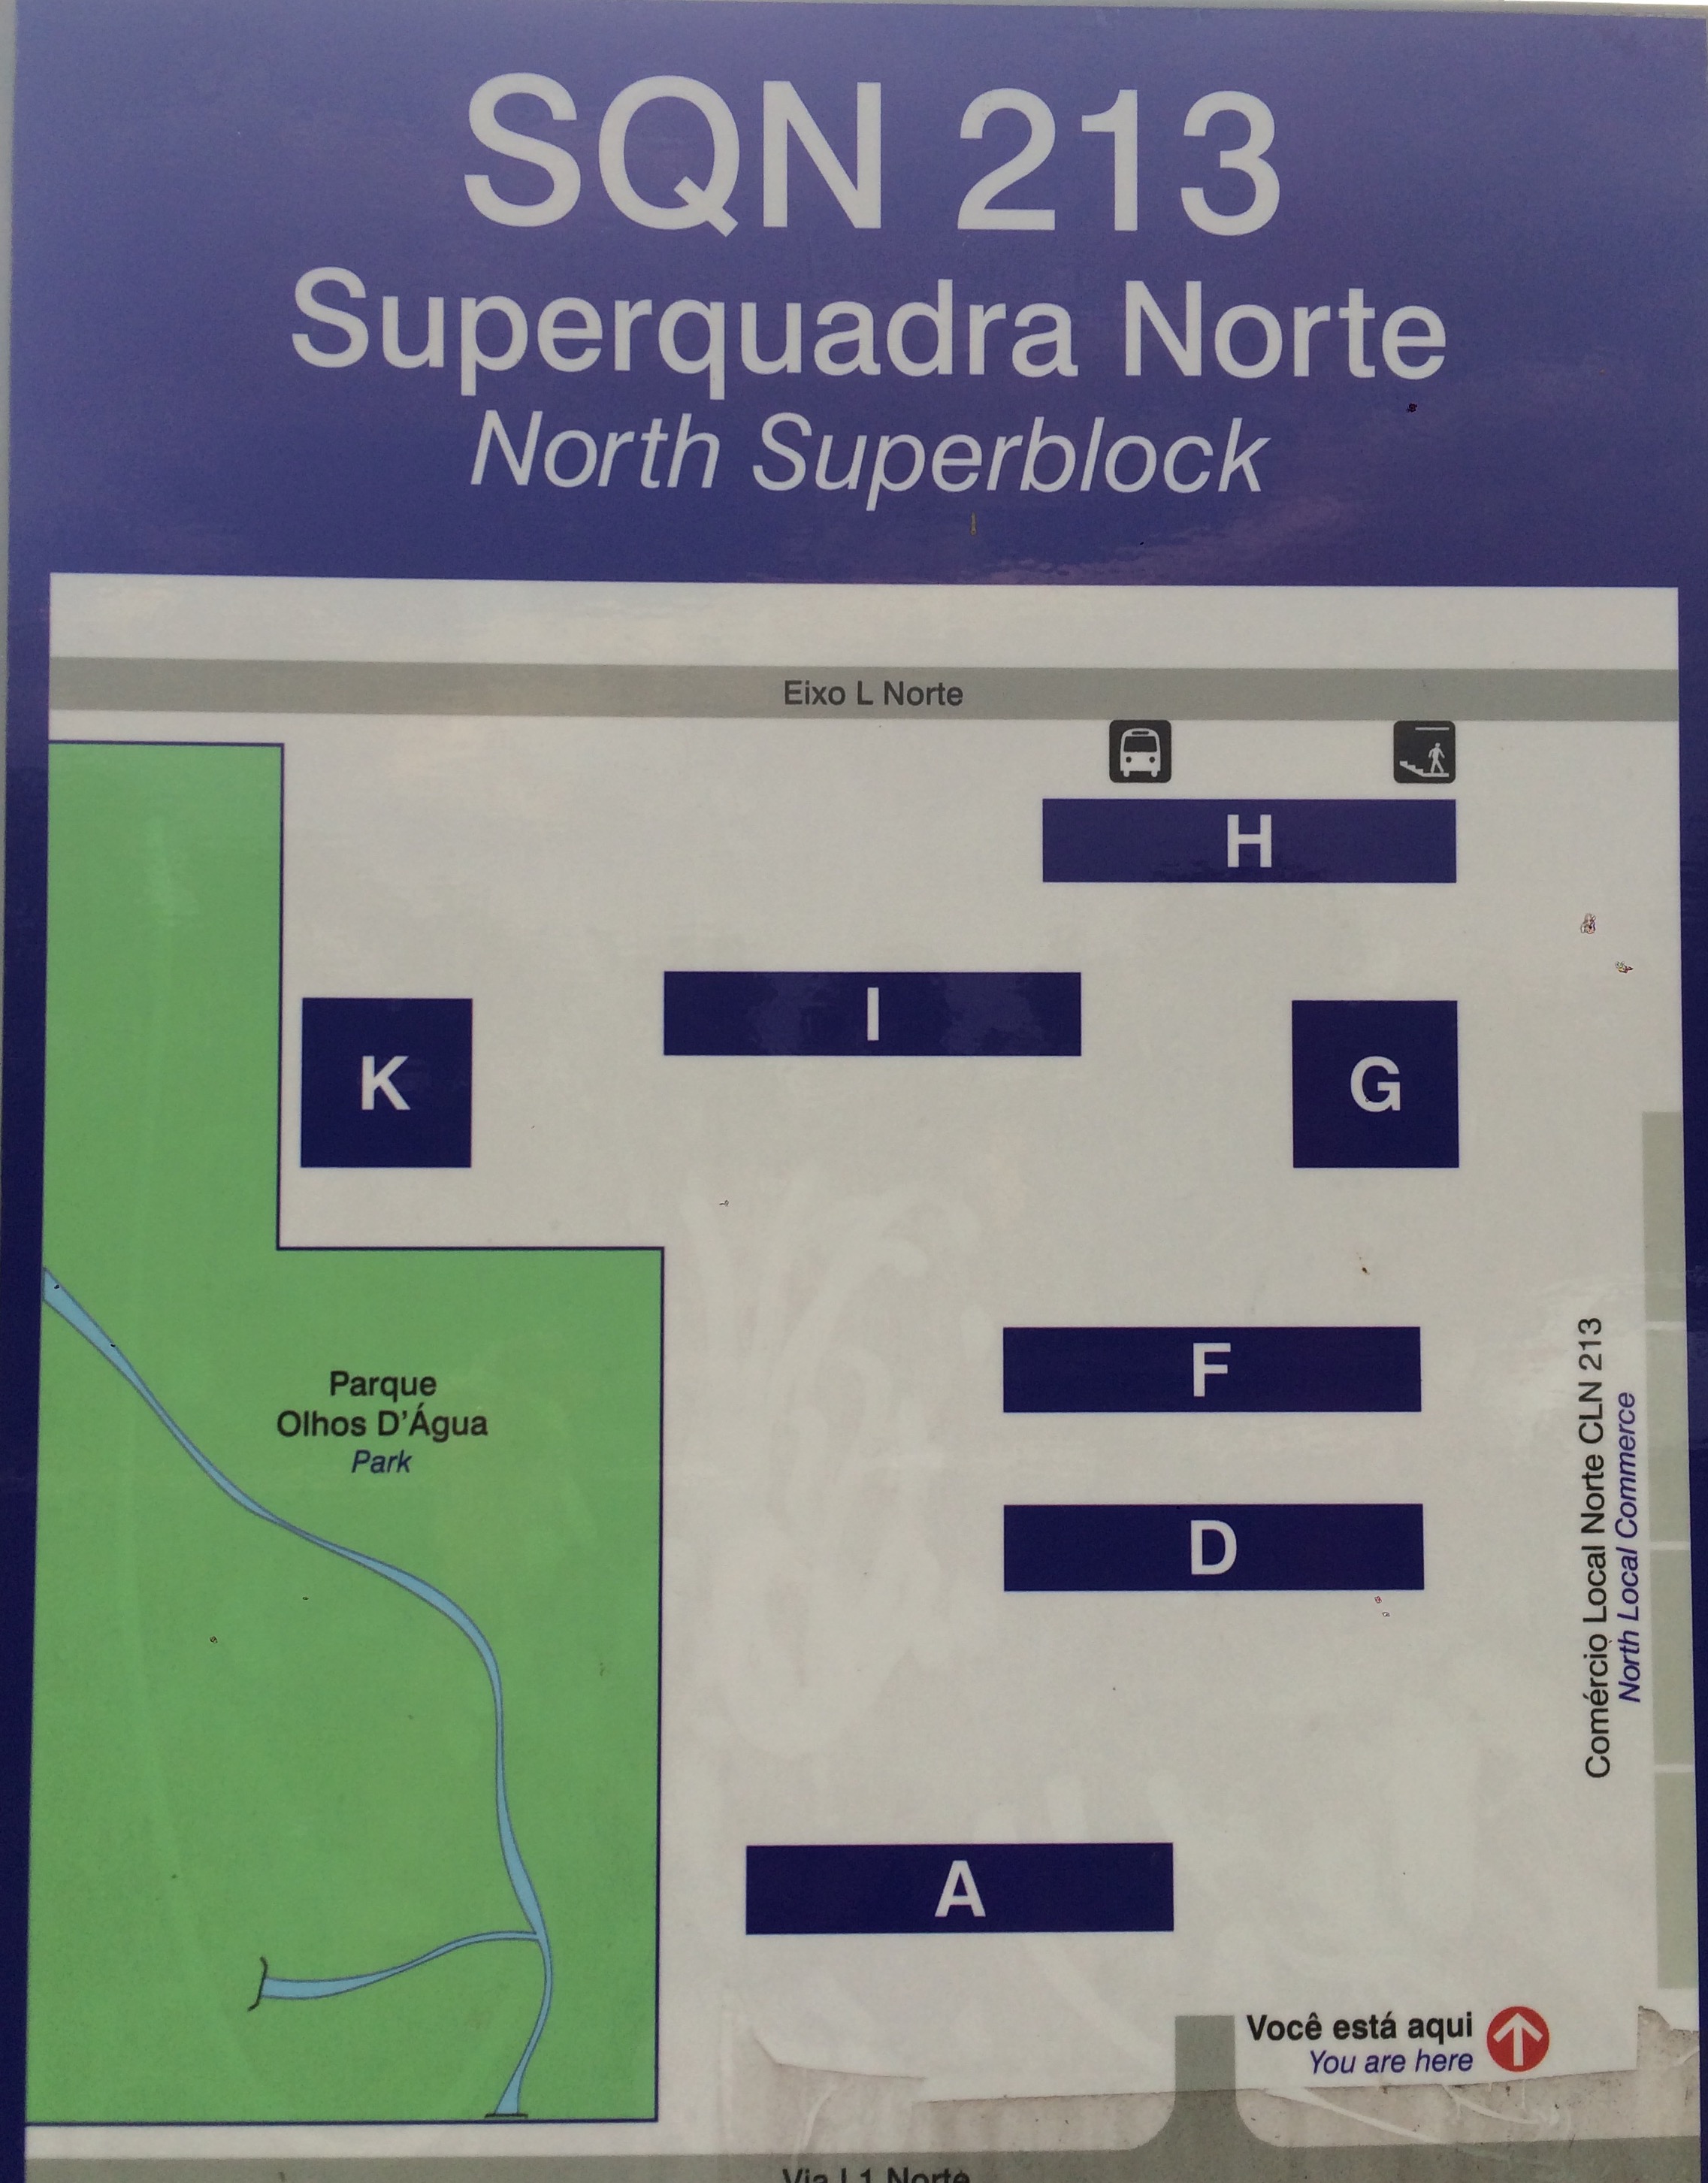 SQN 213
Superquadra Norte
North Superblock
Eixo L Norte
H
I
K
G
F
Parque
Olhos D'Água
Park
D
Comércio Local Norte CLN 213
North Local Commerce
A
Você está aqui
You are here
Via L1 Norte